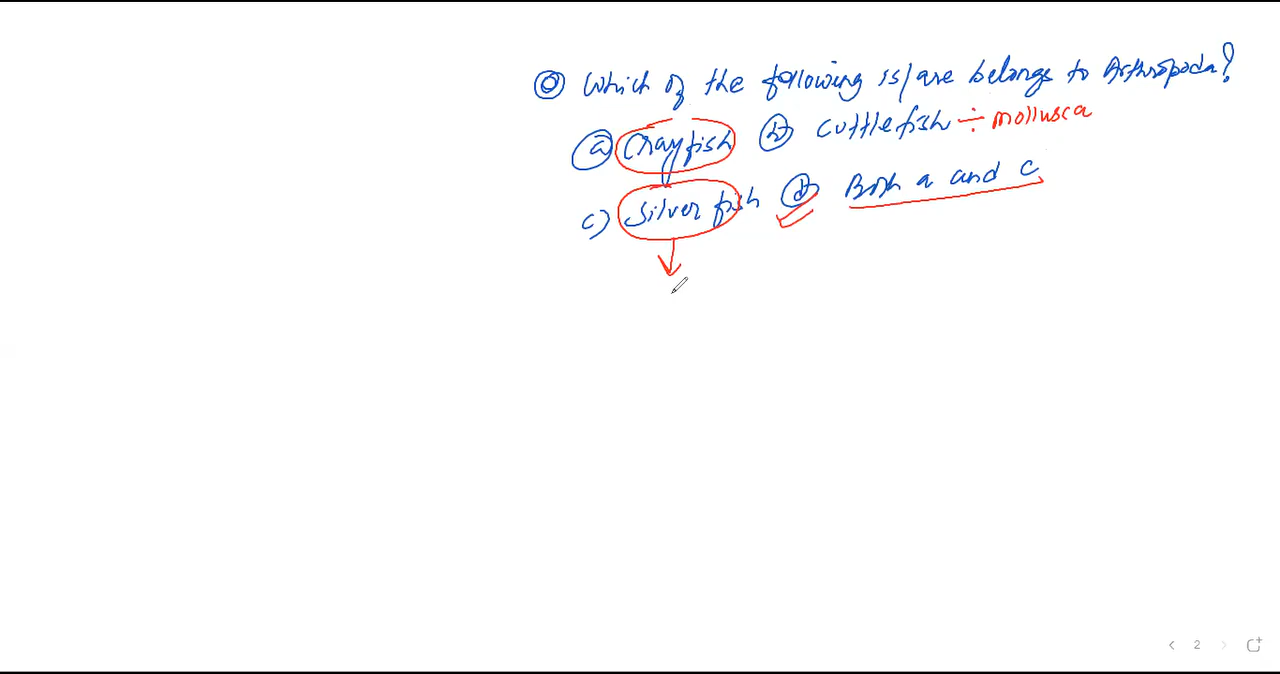 Q Which of the following is/are belongs to Arthropoda?
a Crayfish b Cuttlefish ÷ mollusca
c) Silver fish d Both a and c
2